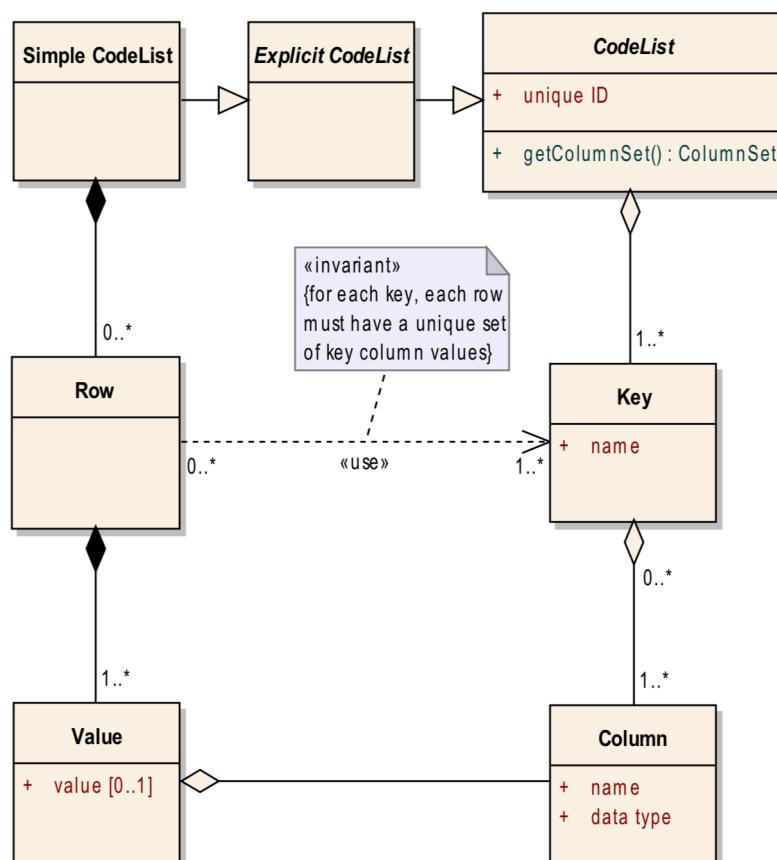 Simple CodeList
Explicit CodeList
CodeList
+ unique ID
+ getColumnSet() : ColumnSet
«invariant»
{for each key, each row
must have a unique set
of key column values}
0..*
1..*
Row
Key
+ name
0..*
«use»
1..*
0..*
1..*
1..*
Value
+ value [0..1]
Column
+ name
+ data type